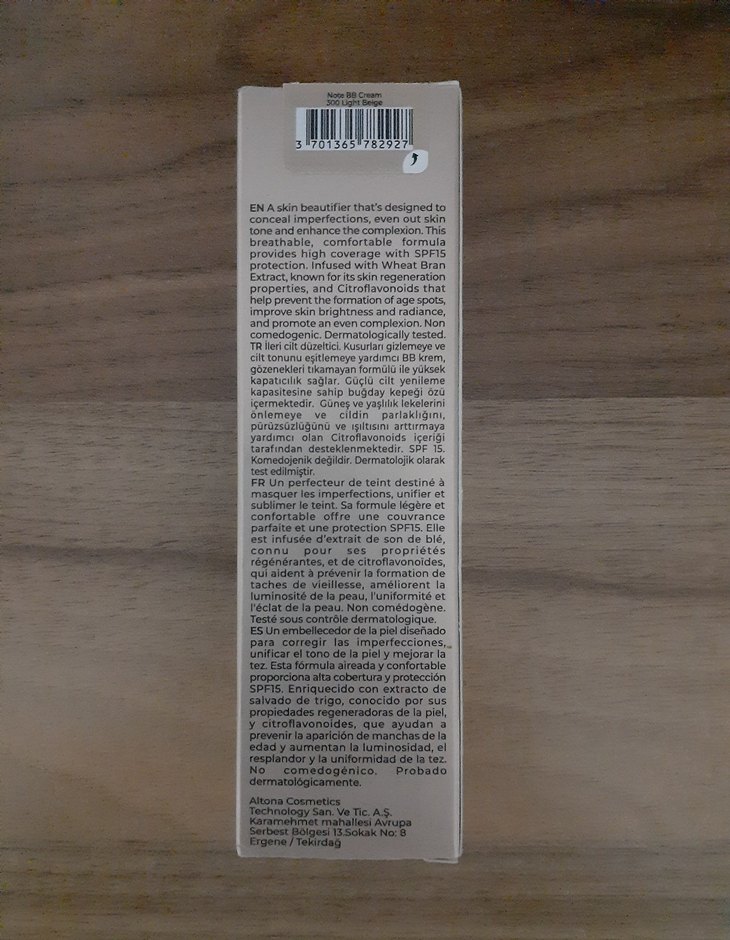 Note BB Cream
300 Light Beige
3 701365 782927
EN A skin beautifier that's designed to
conceal imperfections, even out skin
tone and enhance the complexion. This
breathable, comfortable formula
provides high coverage with SPF15
protection. Infused with Wheat Bran
Extract, known for its skin regeneration
properties, and Citroflavonoids that
help prevent the formation of age spots,
improve skin brightness and radiance,
and promote an even complexion. Non
comedogenic. Dermatologically tested.
TR İleri cilt düzeltici. Kusurları gizlemeye ve
cilt tonunu eşitlemeye yardımcı BB krem,
gözenekleri tıkamayan formülü ile yüksek
kapatıcılık sağlar. Güçlü cilt yenileme
kapasitesine sahip buğday kepeği özü
içermektedir. Güneş ve yaşlılık lekelerini
önlemeye ve cildin parlaklığını,
pürüzsüzlüğünü ve ışıltısını arttırmaya
yardımcı olan Citroflavonoids içeriği
tarafından desteklenmektedir. SPF 15.
Komedojenik değildir. Dermatolojik olarak
test edilmiştir.
FR Un perfecteur de teint destiné à
masquer les imperfections, unifier et
sublimer le teint. Sa formule légère et
confortable offre une couvrance
parfaite et une protection SPF15. Elle
est infusée d'extrait de son de blé,
connu pour ses propriétés
régénérantes, et de citroflavonoïdes,
qui aident à prévenir la formation de
taches de vieillesse, améliorent la
luminosité de la peau, l'uniformité et
l'éclat de la peau. Non comédogène.
Testé sous contrôle dermatologique.
ES Un embellecedor de la piel diseñado
para corregir las imperfecciones,
unificar el tono de la piel y mejorar la
tez. Esta fórmula aireada y confortable
proporciona alta cobertura y protección
SPF15. Enriquecido con extracto de
salvado de trigo, conocido por sus
propiedades regeneradoras de la piel,
y citroflavonoides, que ayudan a
prevenir la aparición de manchas de la
edad y aumentan la luminosidad, el
resplandor y la uniformidad de la tez.
No comedogénico. Probado
dermatológicamente.
Altona Cosmetics
Technology San. Ve Tic. A.Ş.
Karamehmet mahallesi Avrupa
Serbest Bölgesi 13.Sokak No: 8
Ergene / Tekirdağ